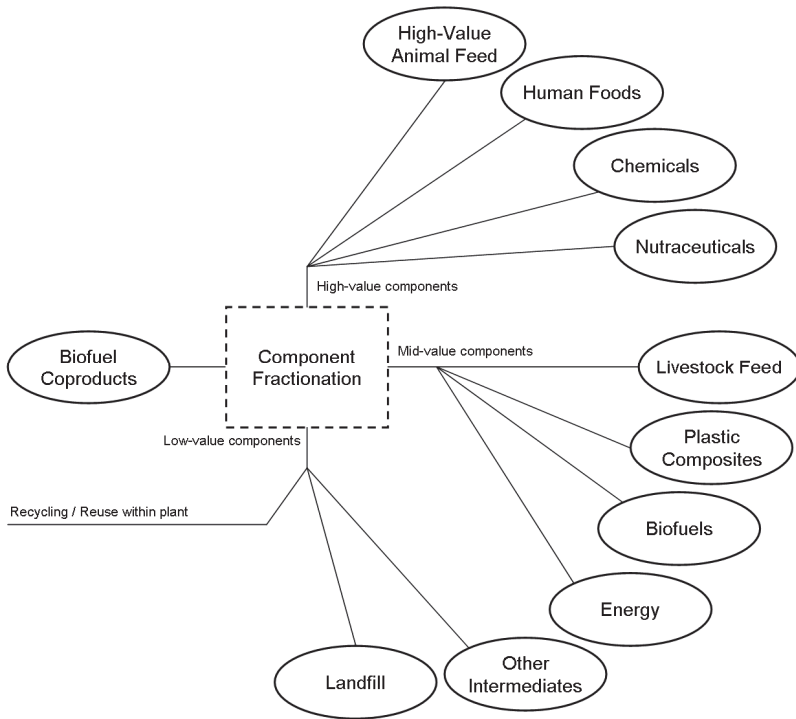 High-Value
Animal Feed
Human Foods
Chemicals
Nutraceuticals
High-value components
Biofuel
Coproducts
Component
Fractionation
Mid-value components
Livestock Feed
Plastic
Composites
Biofuels
Energy
Low-value components
Recycling / Reuse within plant
Landfill
Other
Intermediates